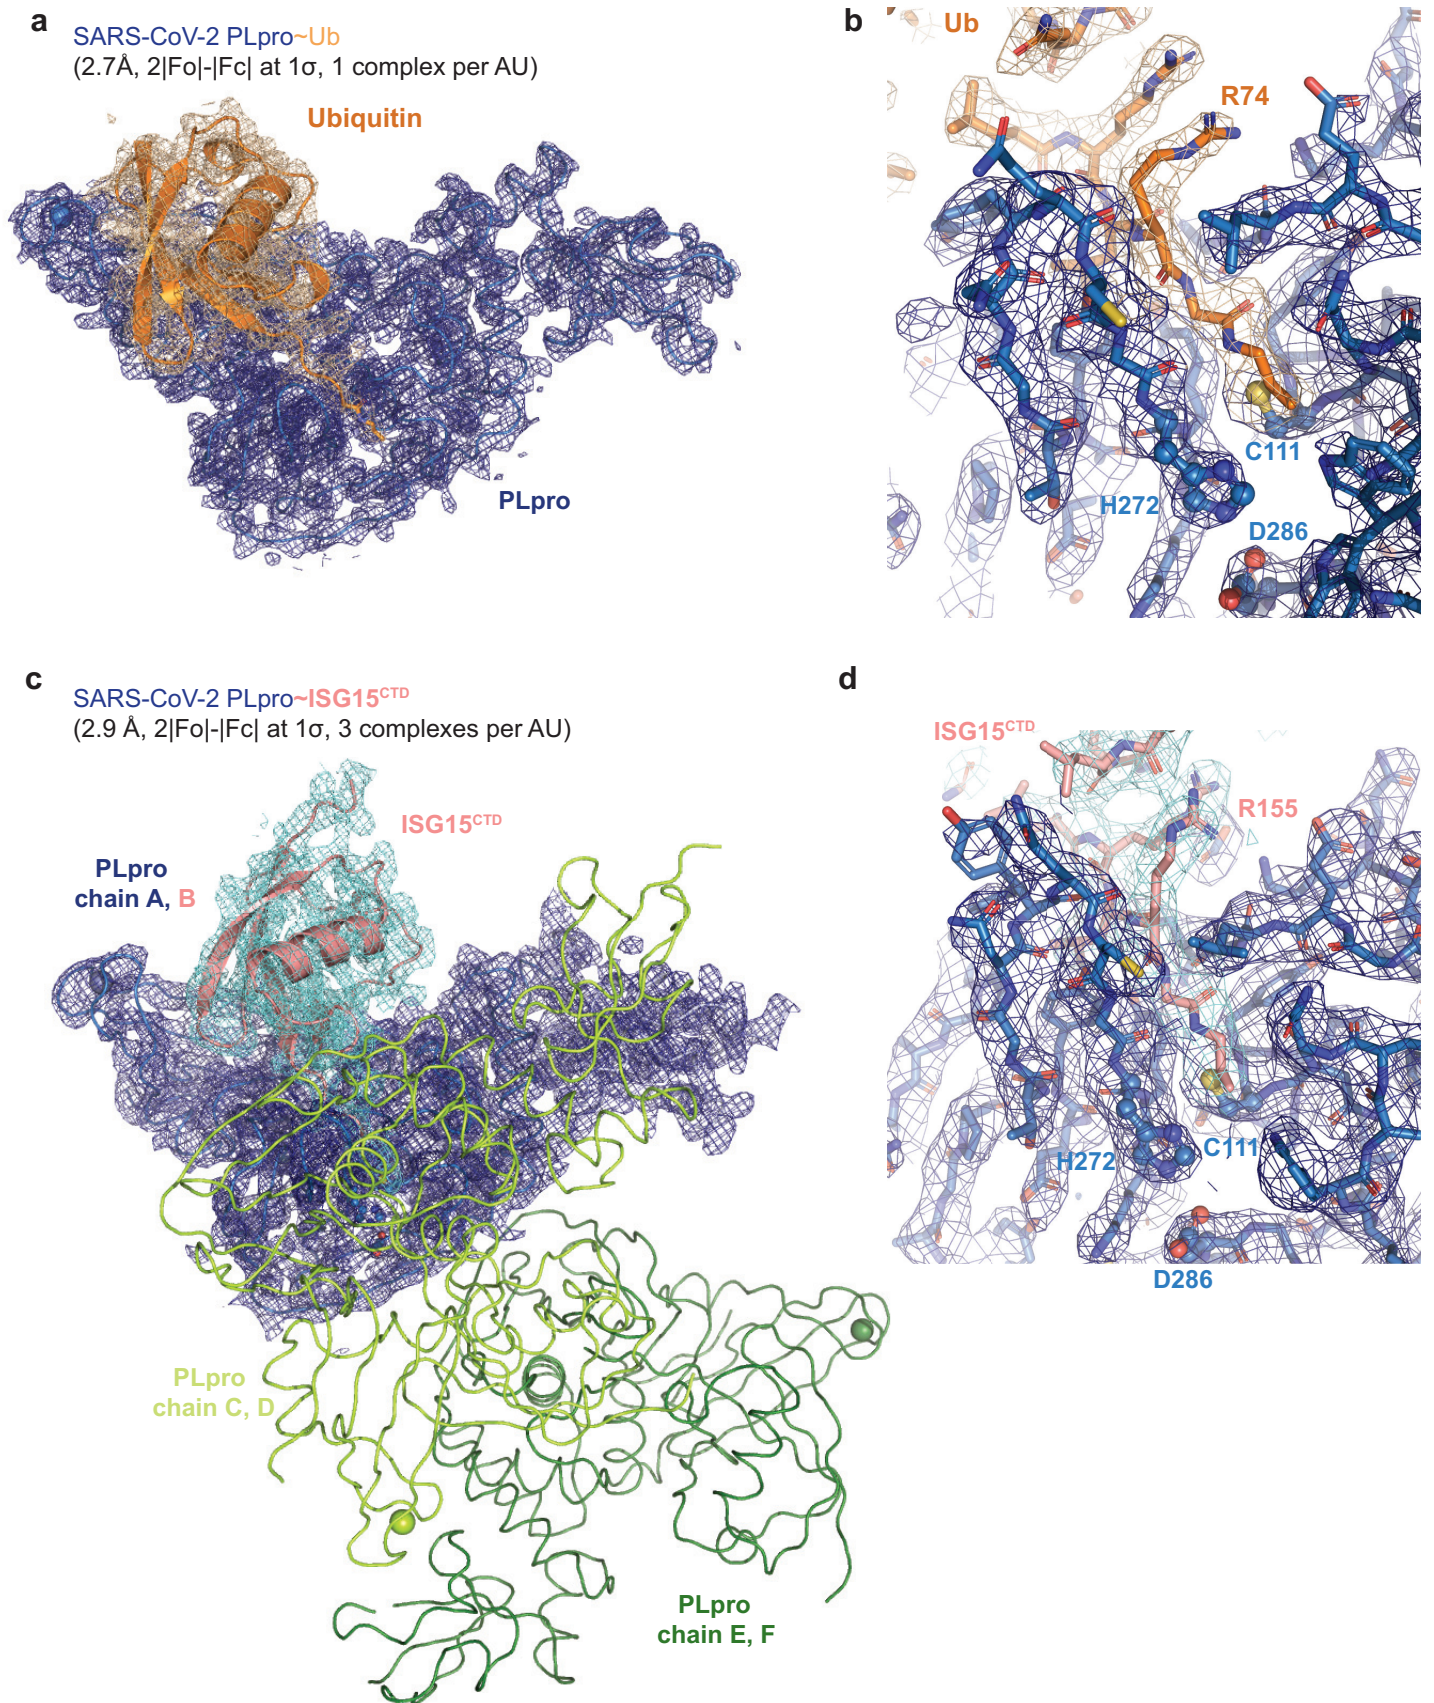 a
SARS-CoV-2 PLpro~Ub
(2.7Å, 2|Fo|-|Fc| at 1σ, 1 complex per AU)
Ubiquitin
PLpro
b
Ub
R74
C111
H272
D286
c
SARS-CoV-2 PLpro~ISG15CTD
(2.9 Å, 2|Fo|-|Fc| at 1σ, 3 complexes per AU)
ISG15CTD
PLpro
chain A, B
PLpro
chain C, D
PLpro
chain E, F
d
ISG15CTD
R155
C111
H272
D286